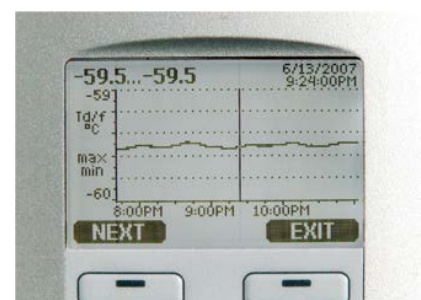 -59.5...-59.5
6/13/2007
9:24:00PM
-59
Td/f
°C
max
min
-60
8:00PM 9:00PM 10:00PM
NEXT EXIT